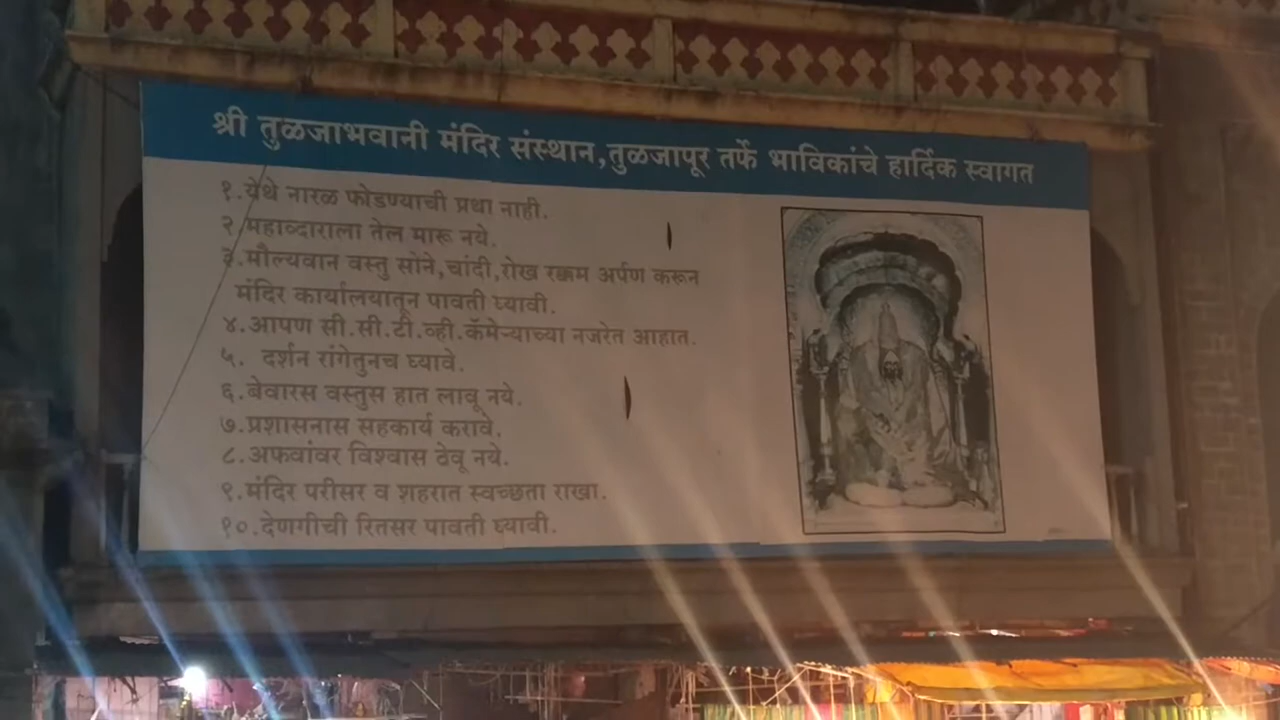 श्री तुळजाभवानी मंदिर संस्थान,तुळजापूर तर्फे भाविकांचे हार्दिक स्वागत
१.येथे नारळ फोडण्याची प्रथा नाही.
२.महाव्दाराला तेल मारू नये.
३.मौल्यवान वस्तु सोने,चांदी,रोख रक्कम अर्पण करून
मंदिर कार्यालयातून पावती घ्यावी.
४.आपण सी.सी.टी.व्ही.कॅमेऱ्याच्या नजरेत आहात.
५. दर्शन रांगेतुनच घ्यावे.
६.बेवारस वस्तुस हात लावू नये.
७.प्रशासनास सहकार्य करावे.
८.अफवांवर विश्वास ठेवू नये.
९.मंदिर परीसर व शहरात स्वच्छता राखा.
१०.देणगीची रितसर पावती घ्यावी.